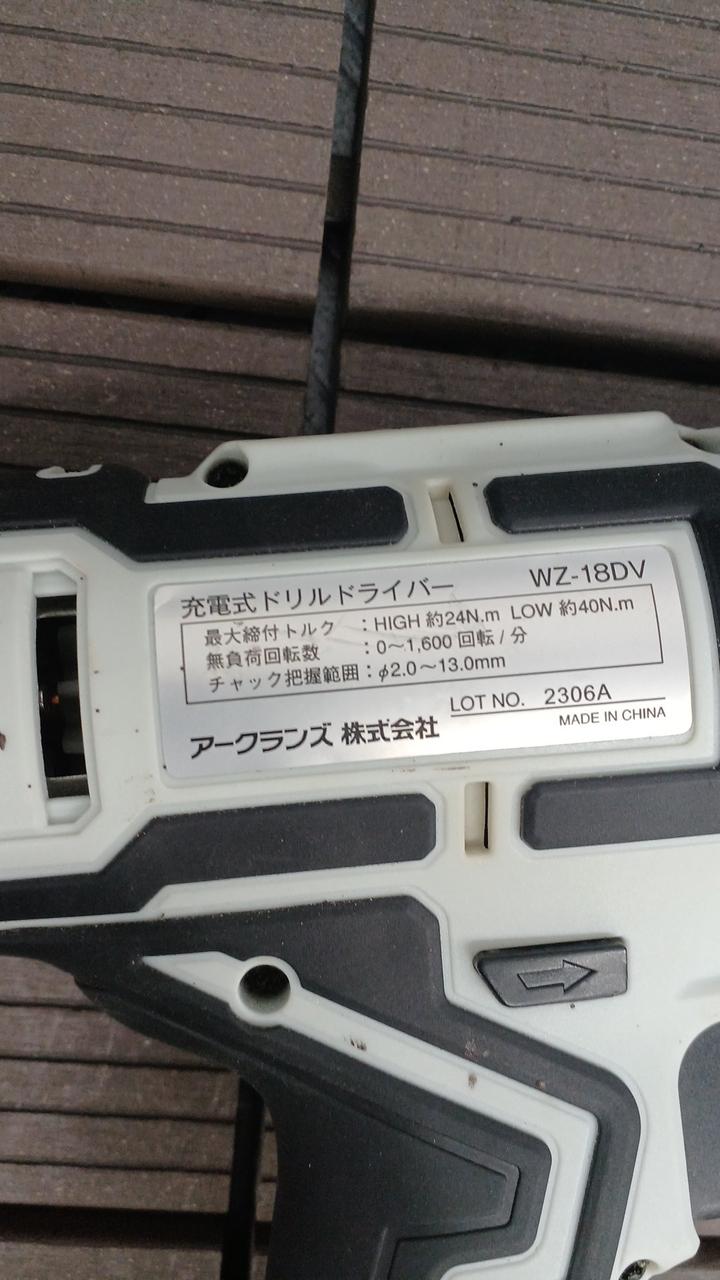 充電式ドリルドライバー WZ-18DV
最大締付トルク :HIGH 約24N.m LOW 約40N.m
無負荷回転数 :0〜1,600 回転/分
チャック把握範囲:φ2.0〜13.0mm
LOT NO. 2306A
アークランズ 株式会社
MADE IN CHINA